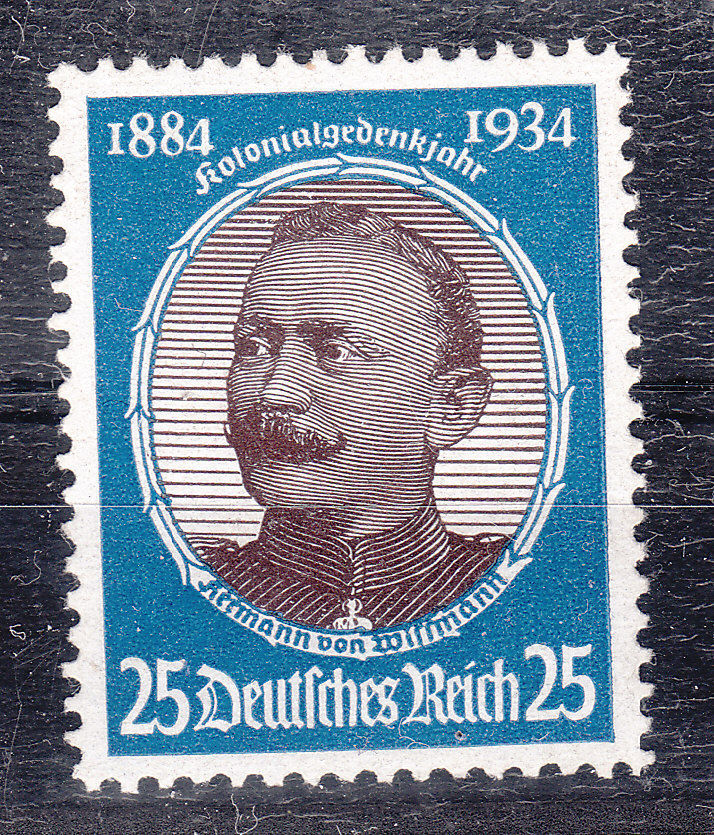 1884 1934
Kolonialgedenkjahr
Hermann von Wiſſmann
25 Deutſches Reich 25